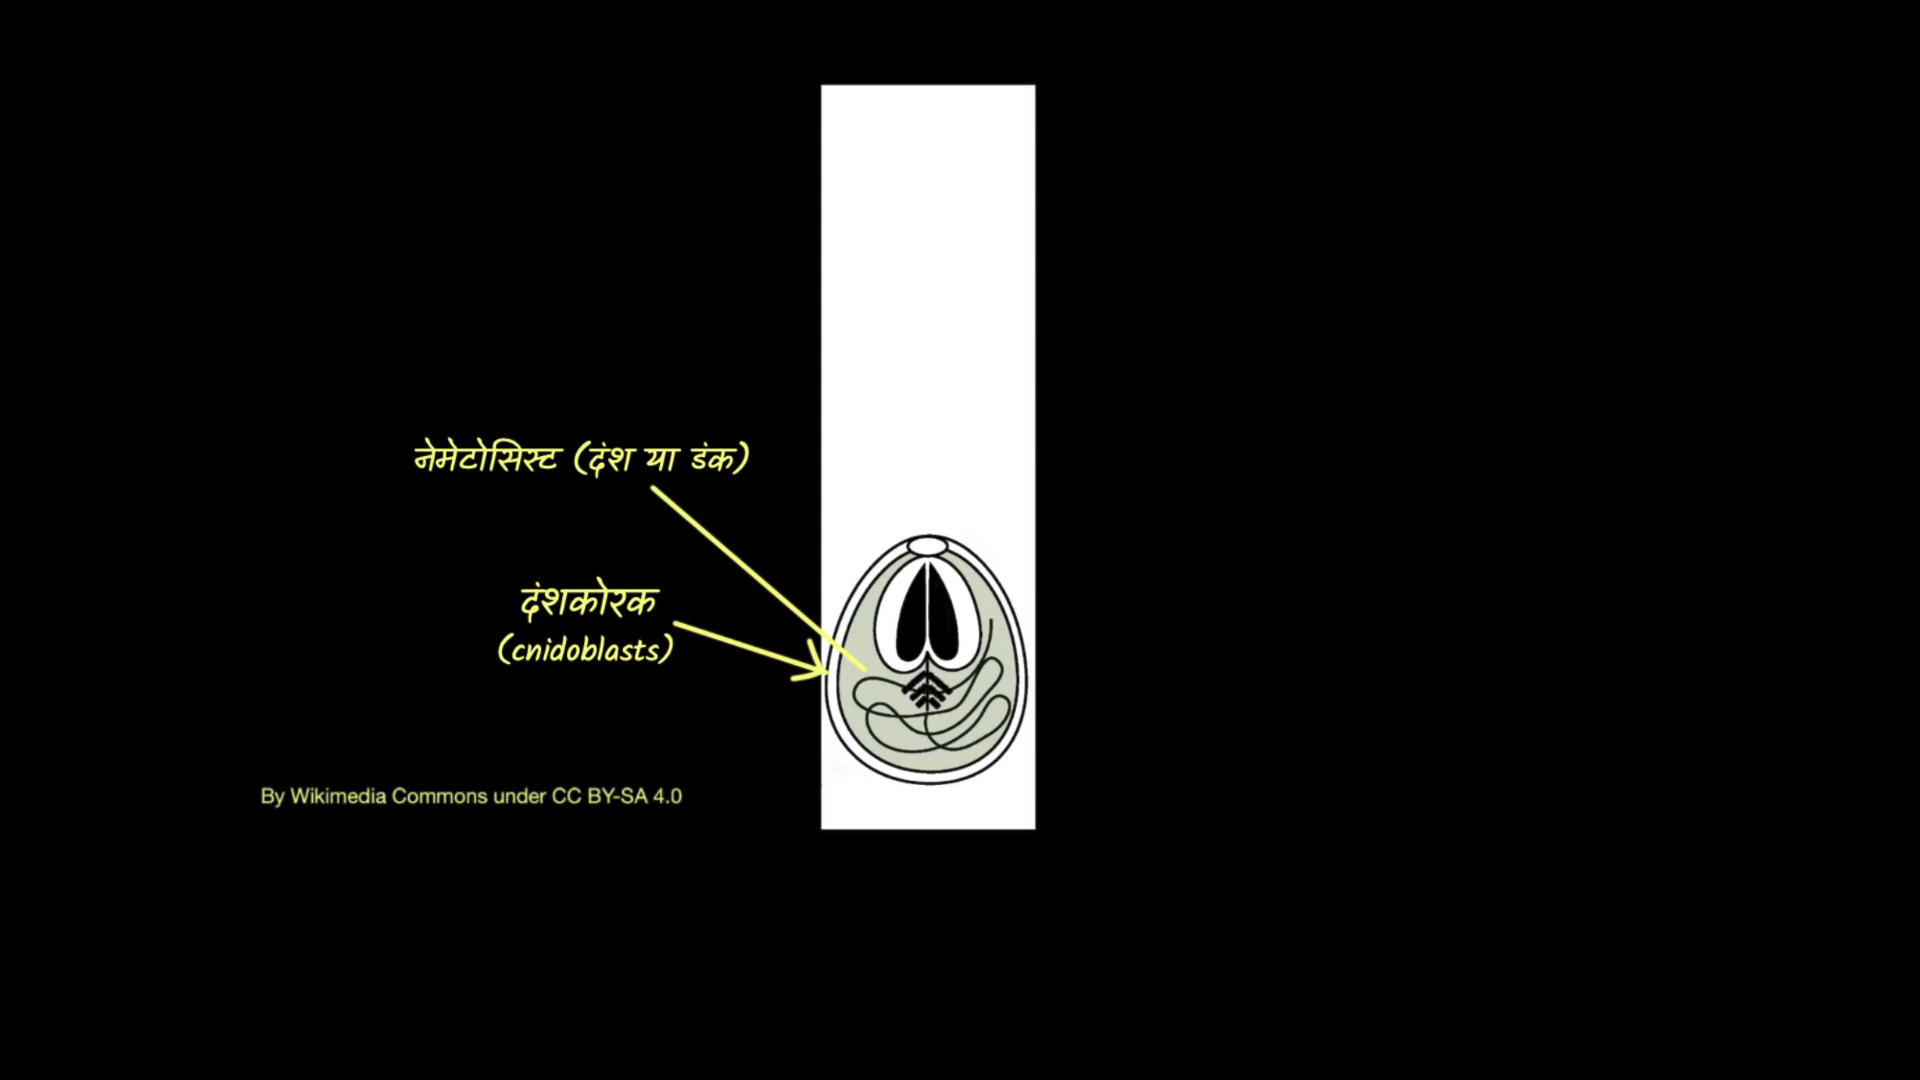 नेमेटोसिस्ट (दंश या डंक)
दंशकोरक
(cnidoblasts)
By Wikimedia Commons under CC BY-SA 4.0